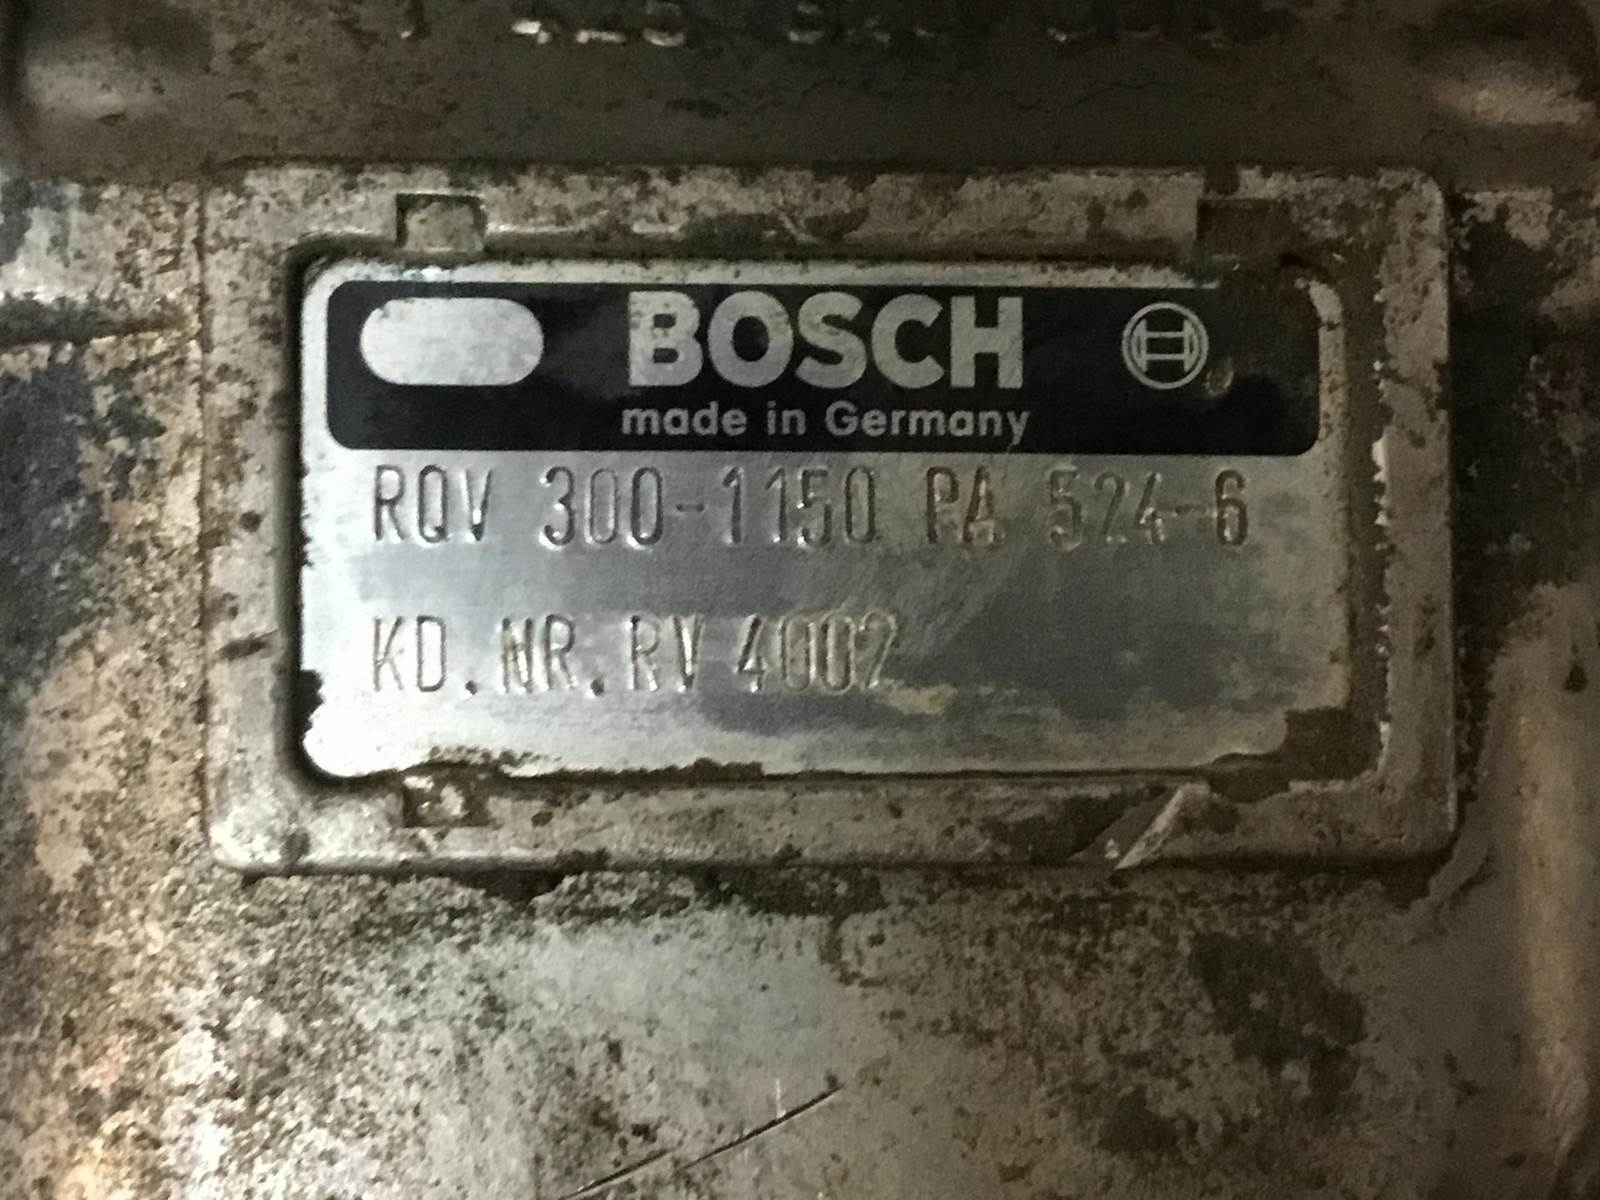 BOSCH
made in Germany
RQV 300-1150 PA 524-6
KD.NR.RV 4002